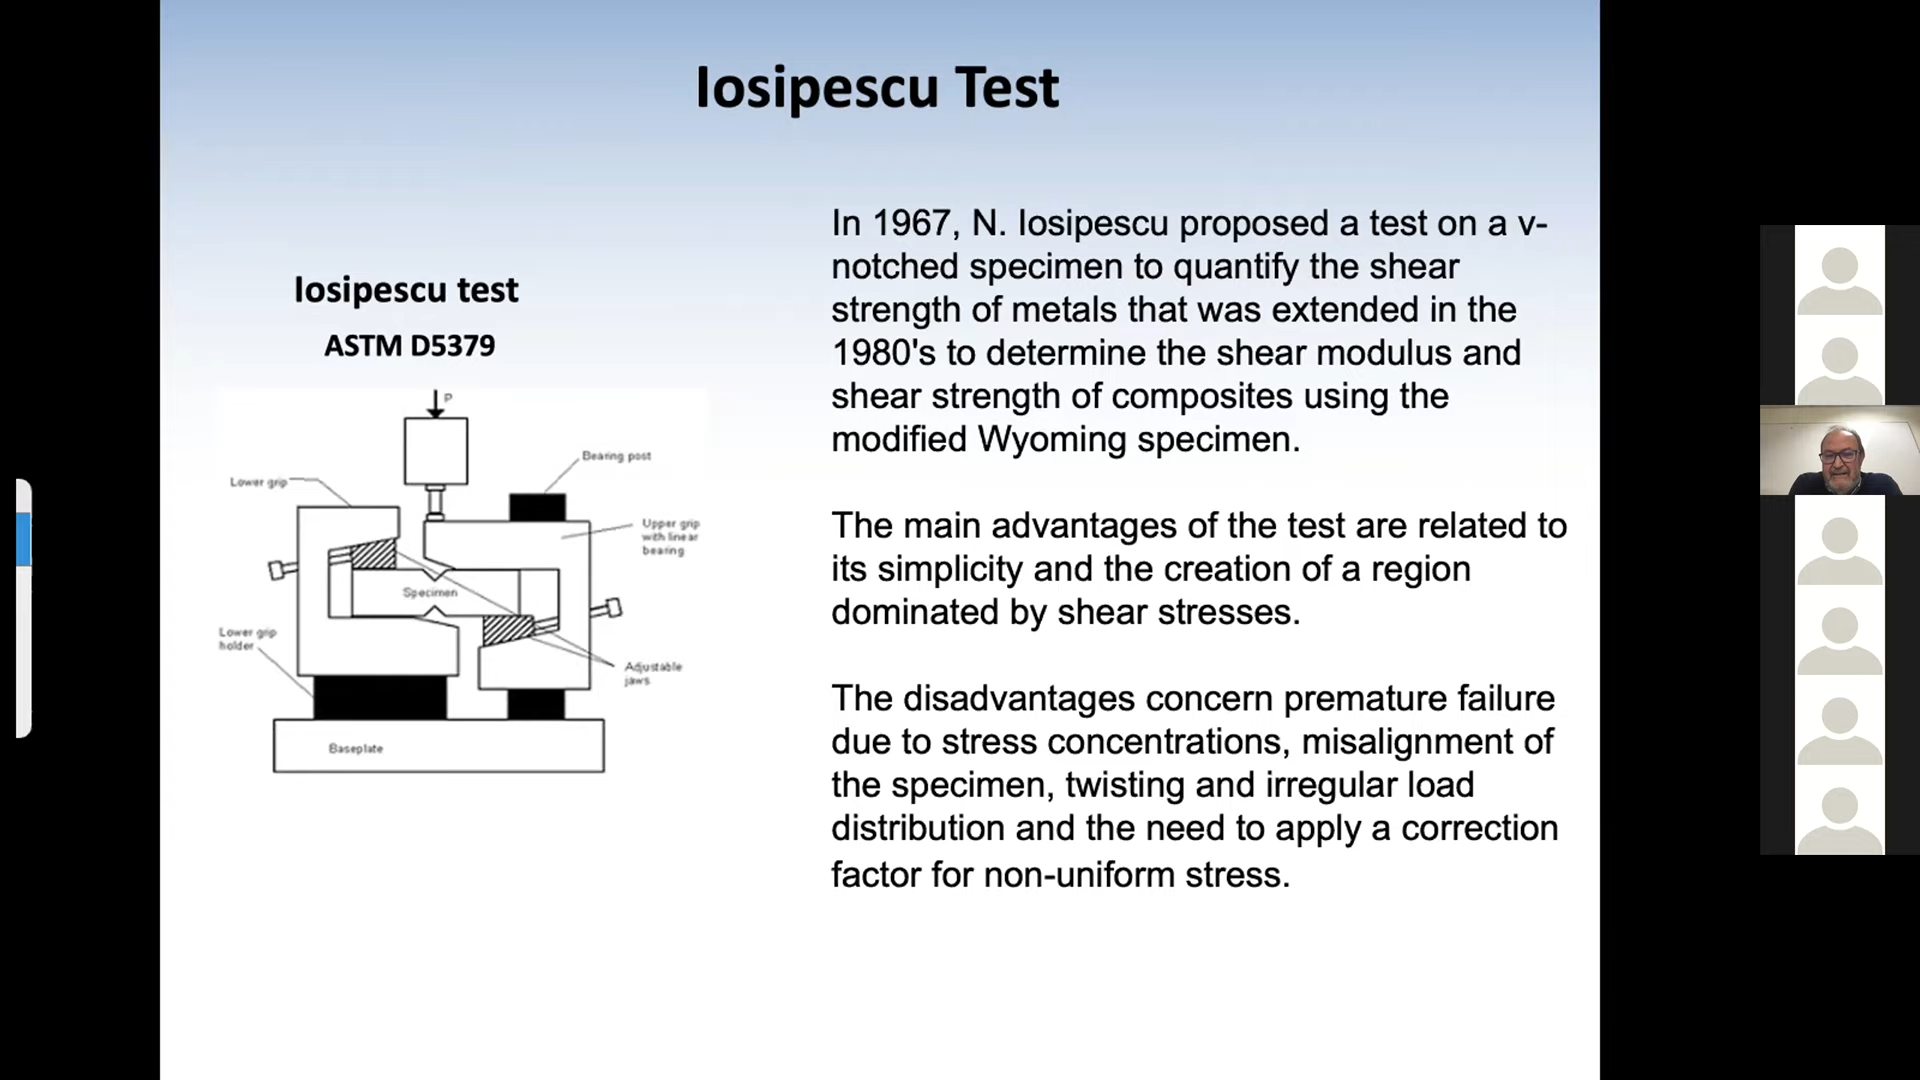 Iosipescu Test
Iosipescu test
ASTM D5379
P
Bearing post
Lower grip
Upper grip
with linear
bearing
Specimen
Lower grip
holder
Adjustable
jaws
Baseplate
In 1967, N. Iosipescu proposed a test on a v-
notched specimen to quantify the shear
strength of metals that was extended in the
1980's to determine the shear modulus and
shear strength of composites using the
modified Wyoming specimen.
The main advantages of the test are related to
its simplicity and the creation of a region
dominated by shear stresses.
The disadvantages concern premature failure
due to stress concentrations, misalignment of
the specimen, twisting and irregular load
distribution and the need to apply a correction
factor for non-uniform stress.